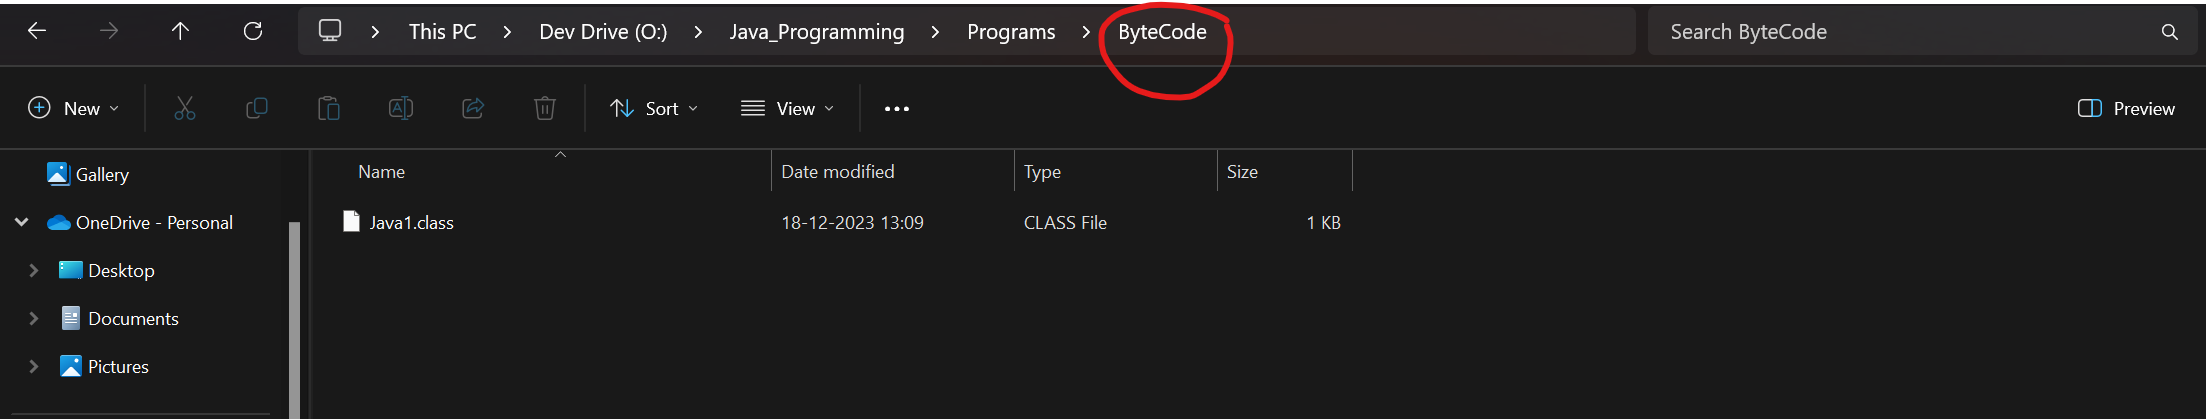 This PC > Dev Drive (O:) > Java_Programming > Programs > ByteCode
Search ByteCode
New
Sort
View
Preview
Gallery
OneDrive - Personal
Desktop
Documents
Pictures
Name Date modified Type Size
Java1.class 18-12-2023 13:09 CLASS File 1 KB